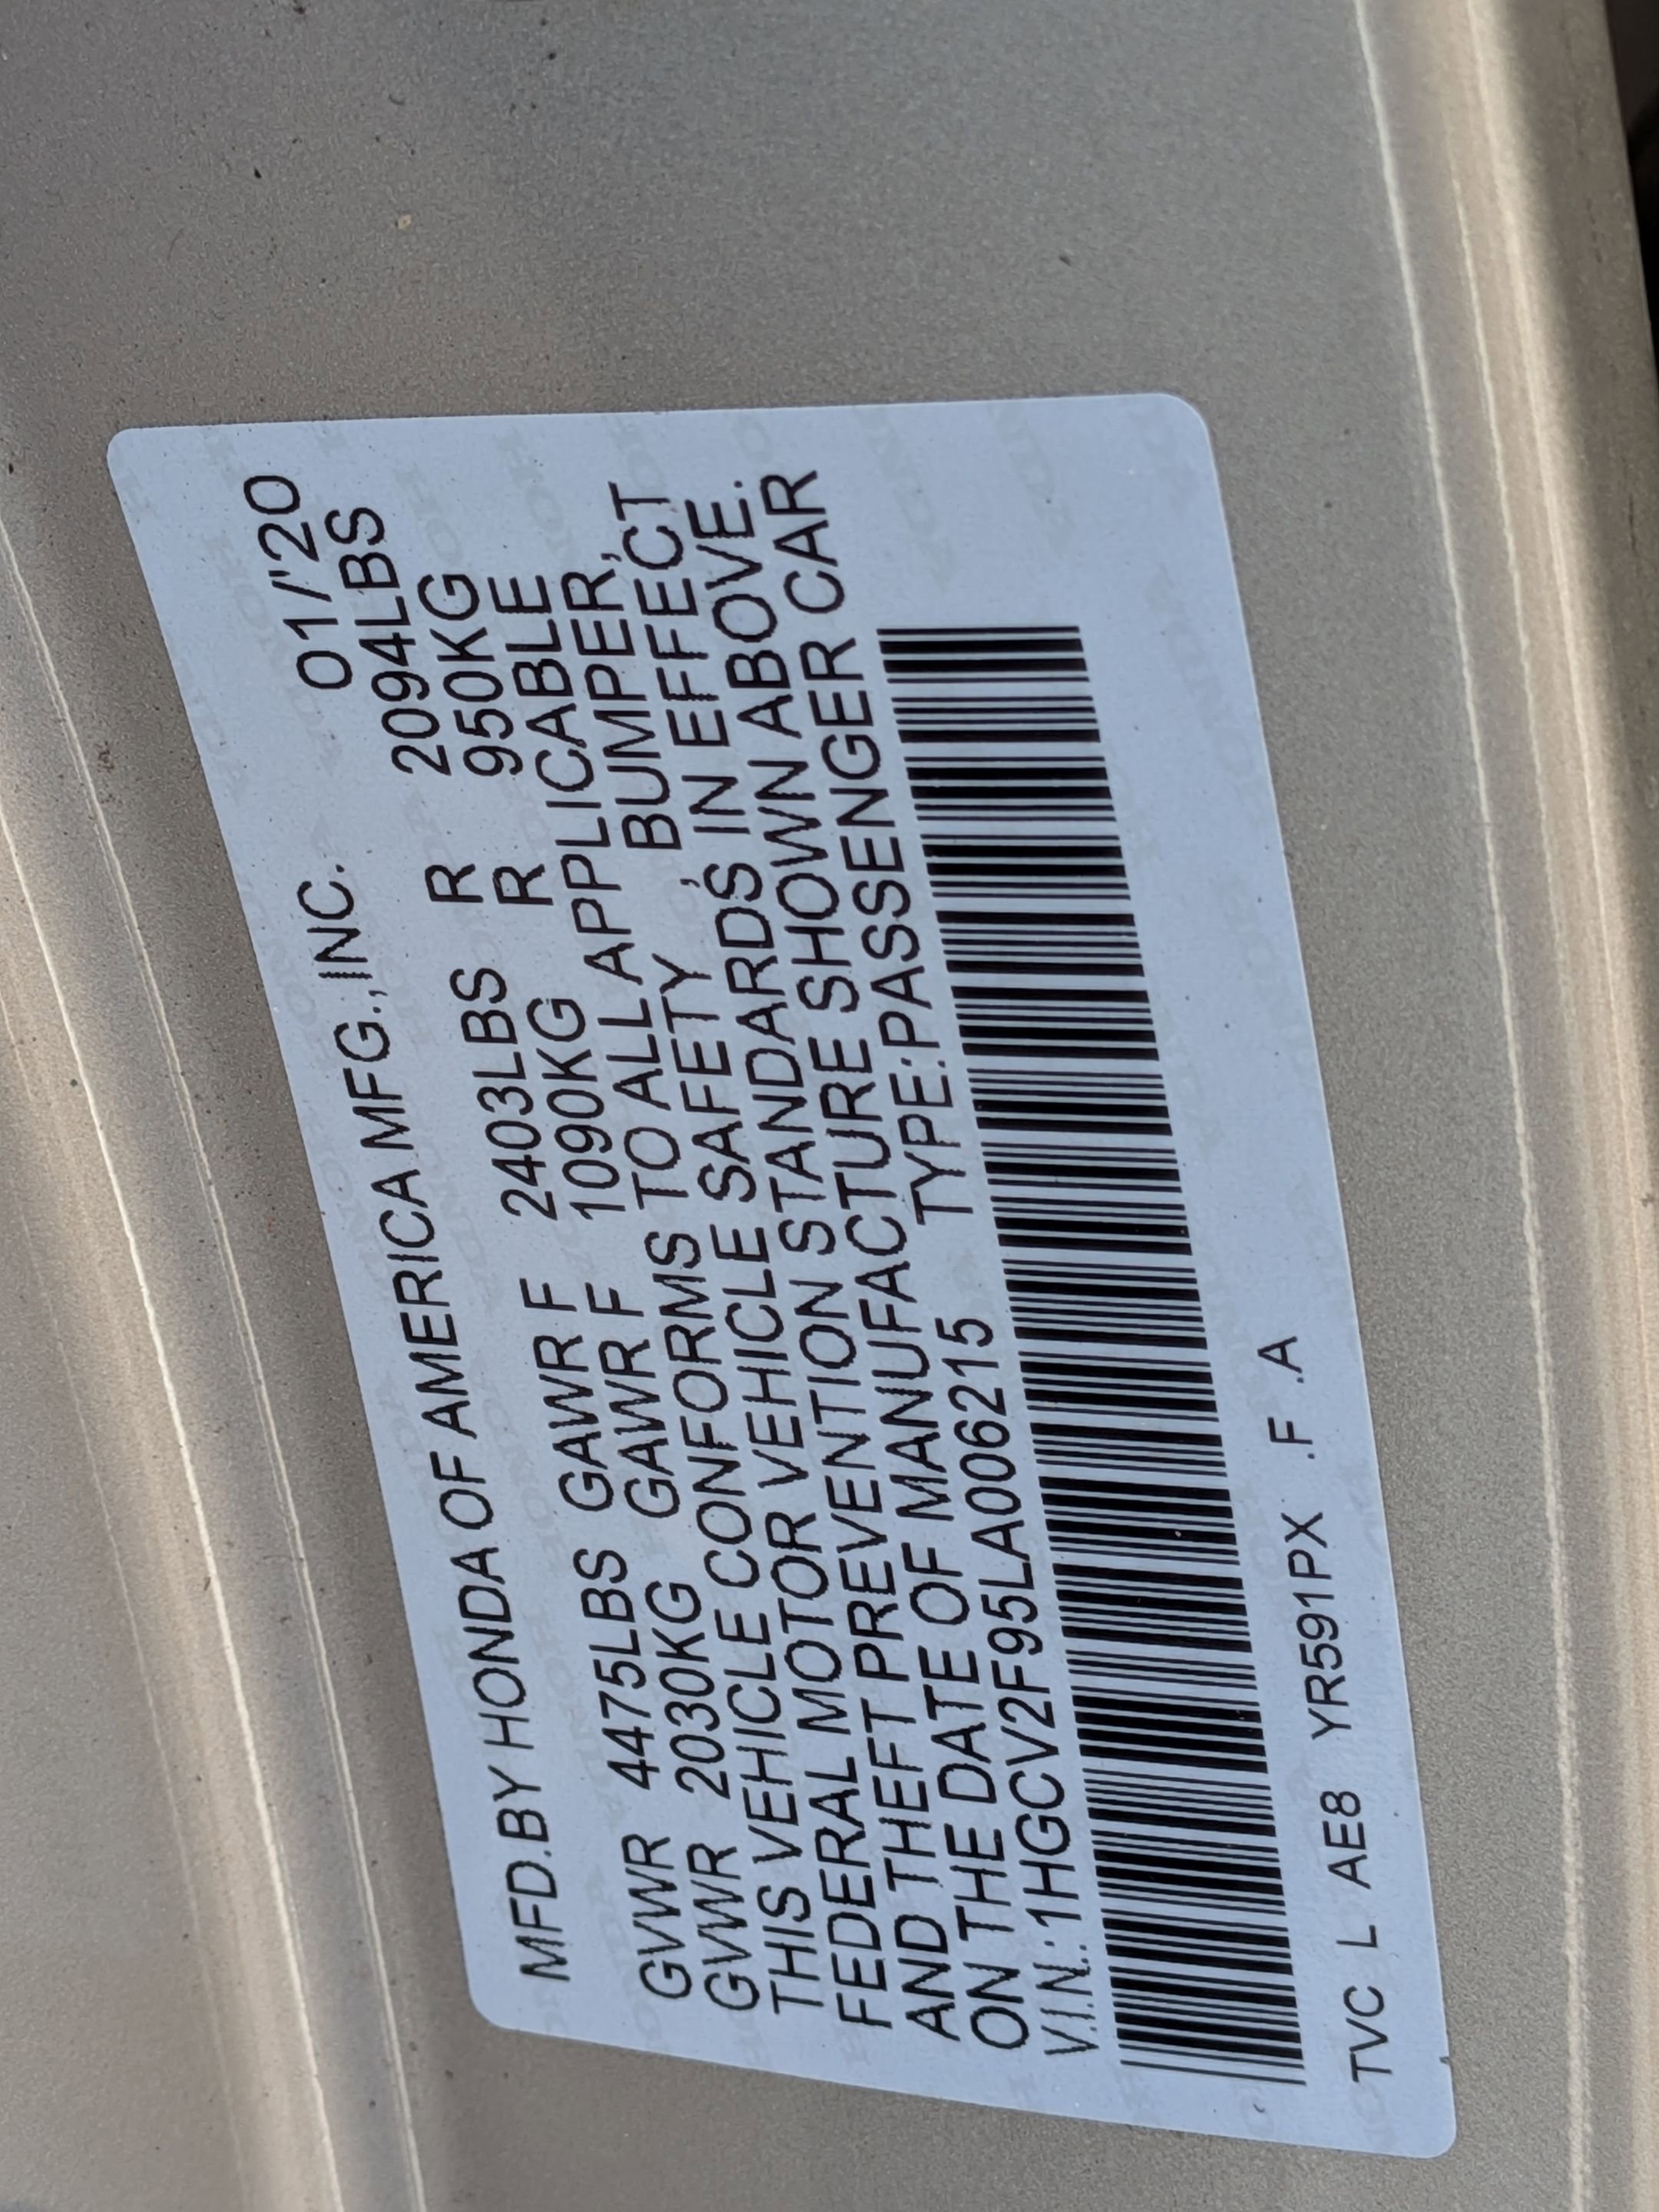 MFD.BY HONDA OF AMERICA MFG.,INC. 01/'20
GVWR 4475LBS GAWR F 2403LBS R 2094LBS
GVWR 2030KG GAWR F 1090KG R 950KG
THIS VEHICLE CONFORMS TO ALL APPLICABLE
FEDERAL MOTOR VEHICLE SAFETY, BUMPER,
AND THEFT PREVENTION STANDARDS IN EFFECT
ON THE DATE OF MANUFACTURE SHOWN ABOVE.
V.I.N.:1HGCV2F95LA006215 TYPE:PASSENGER CAR
TVC L AE8 YR591PX .F .A